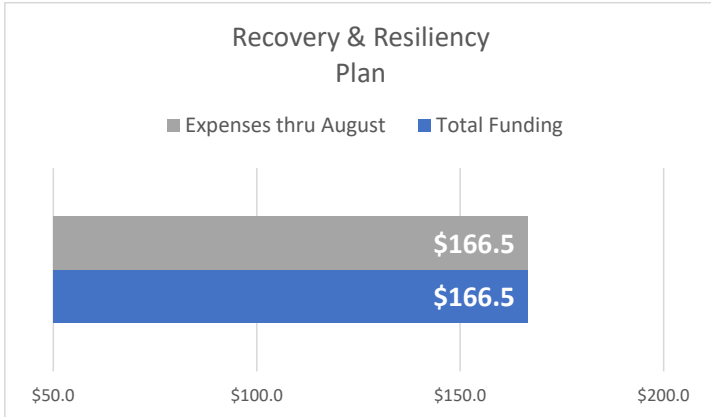 Recovery & Resiliency
Plan
Expenses thru August
Total Funding
$166.5
$166.5
$50.0
$100.0
$150.0
$200.0